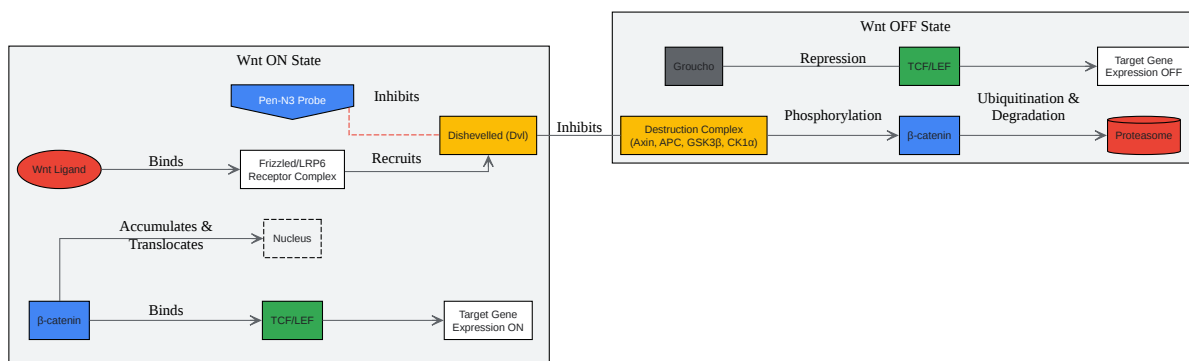 Wnt ON State
Pen-N3 Probe
Inhibits
Dishevelled (Dvl)
Wnt Ligand
Binds
Frizzled/LRP6
Receptor Complex
Recruits
Accumulates &
Translocates
Nucleus
β-catenin
Binds
TCF/LEF
Target Gene
Expression ON
Inhibits
Wnt OFF State
Groucho
Repression
TCF/LEF
Target Gene
Expression OFF
Destruction Complex
(Axin, APC, GSK3β, CK1α)
Phosphorylation
β-catenin
Ubiquitination &
Degradation
Proteasome